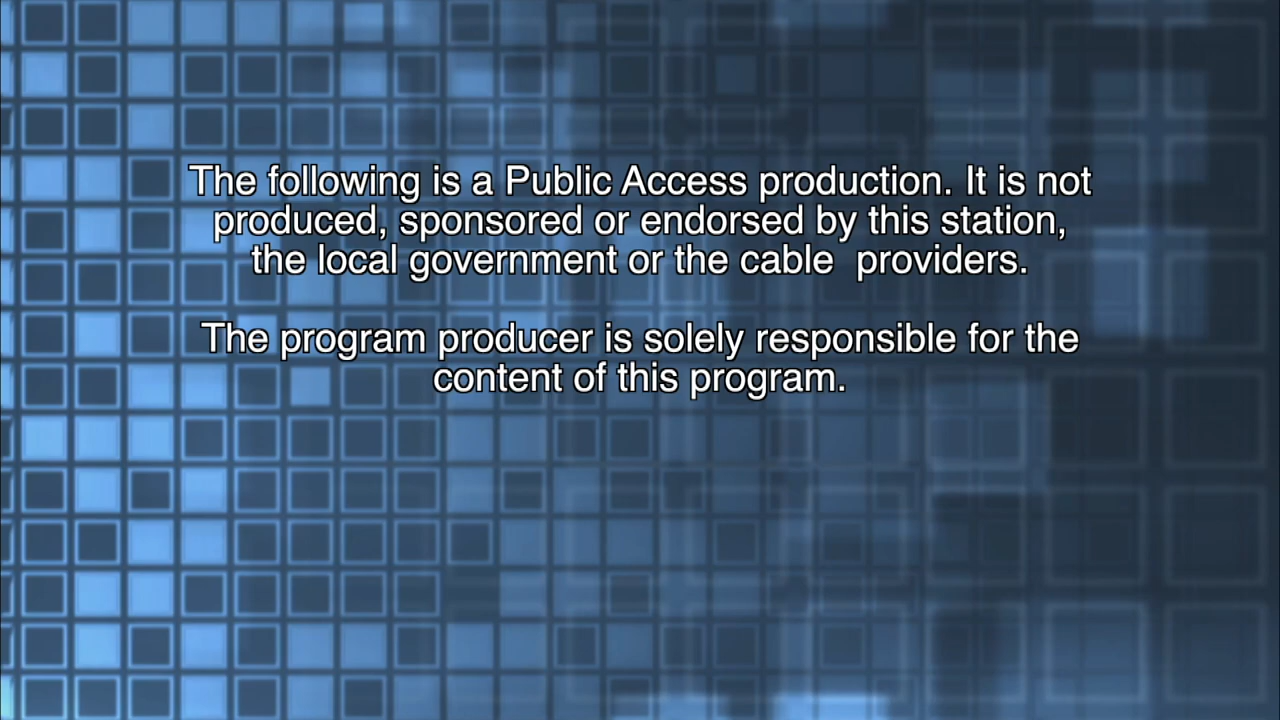 The following is a Public Access production. It is not
produced, sponsored or endorsed by this station,
the local government or the cable  providers.
The program producer is solely responsible for the
content of this program.